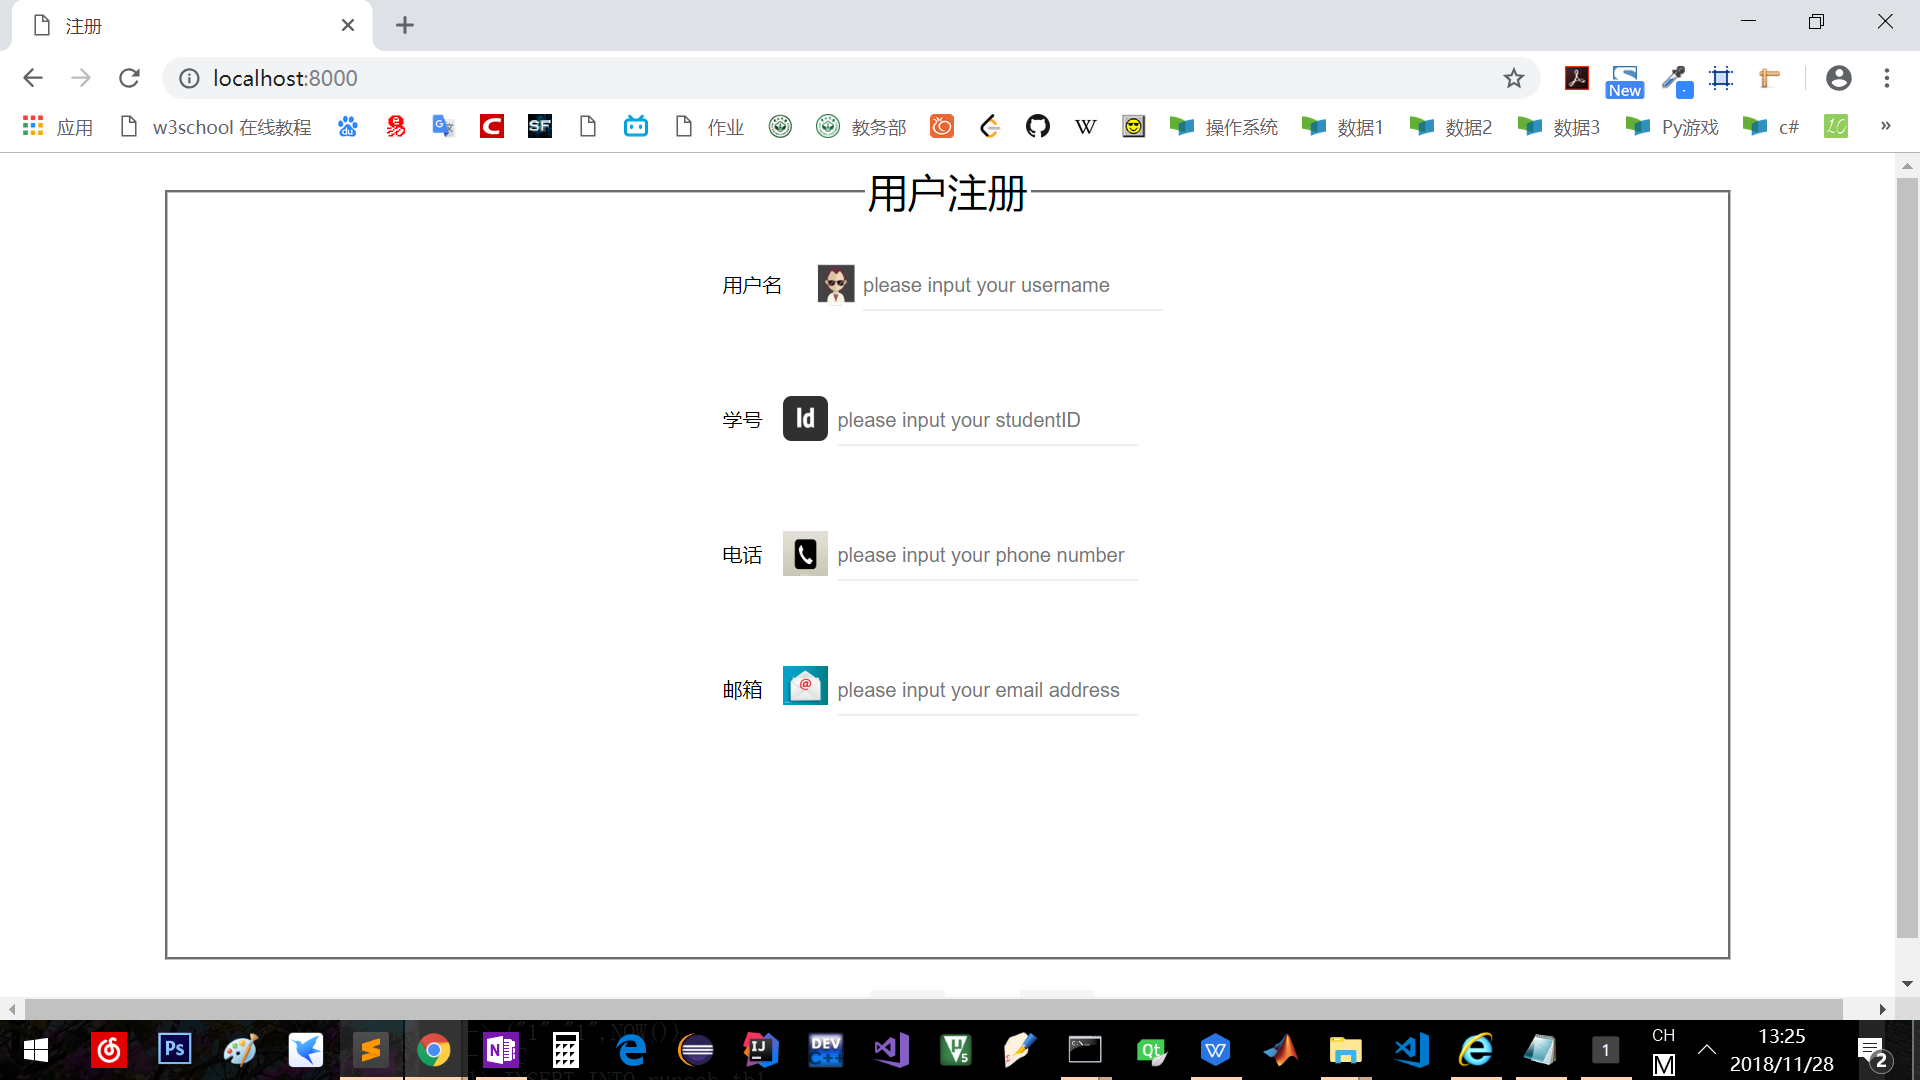 注册
localhost:8000
New
应用
w3school 在线教程
du
SF
作业
教务部
W
操作系统
数据1
数据2
数据3
Py游戏
c#
用户注册
用户名
please input your username
学号
Id
please input your studentID
电话
please input your phone number
邮箱
@
please input your email address
Ps
N
IJ
DEV
C++
Qt
W
1
CH
M
13:25
2018/11/28
2